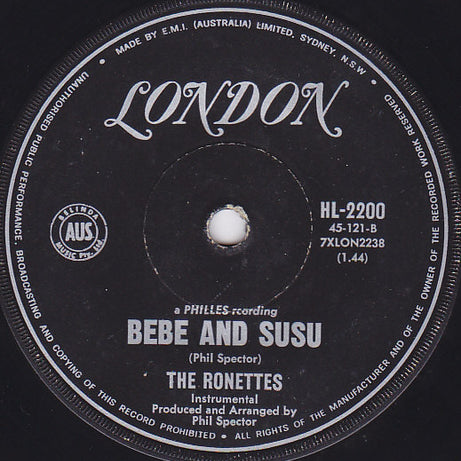 MADE BY E.M.I. (AUSTRALIA) LIMITED, SYDNEY, N.S.W.
UNAUTHORISED PUBLIC PERFORMANCE, BROADCASTING AND COPYING OF THIS RECORD PROHIBITED • ALL RIGHTS OF THE MANUFACTURER AND OF THE OWNER OF THE RECORDED WORK RESERVED
LONDON
BELINDA
AUS
MUSIC Pty. Ltd
HL-2200
45-121-B
7XLON2238
(1.44)
a PHILLES rcording
BEBE AND SUSU
(Phil Spector)
THE RONETTES
Instrumental
Produced and Arranged by
Phil Spector